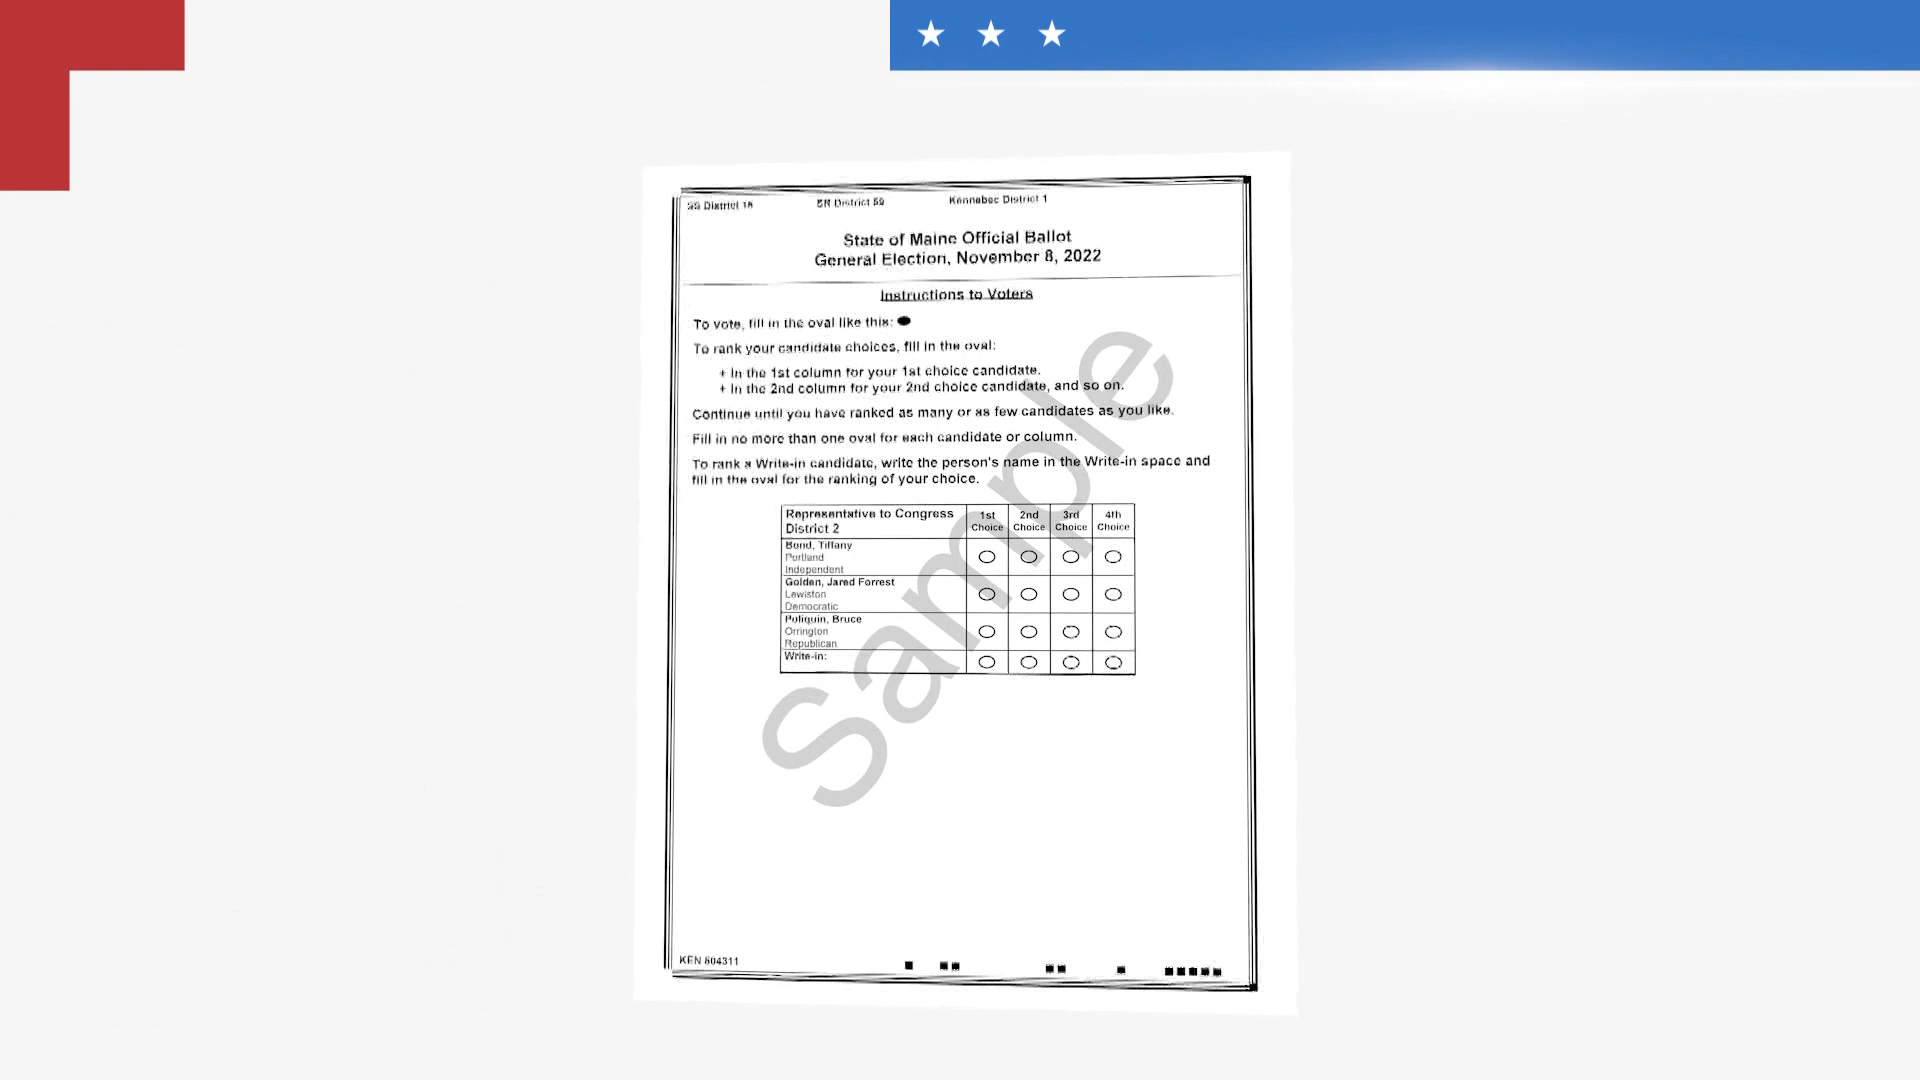 SS District 15 SR District 59 Kennebec District 1
State of Maine Official Ballot
General Election, November 8, 2022
Instructions to Voters
To vote, fill in the oval like this:
To rank your candidate choices, fill in the oval:
+ In the 1st column for your 1st choice candidate.
+ In the 2nd column for your 2nd choice candidate, and so on.
Continue until you have ranked as many or as few candidates as you like.
Fill in no more than one oval for each candidate or column.
To rank a Write-in candidate, write the person's name in the Write-in space and
fill in the oval for the ranking of your choice.
Representative to Congress 1st 2nd 3rd 4th
District 2 Choice Choice Choice Choice
Bond, Tiffany
Portland
Independent
Golden, Jared Forrest
Lewiston
Democratic
Poliquin, Bruce
Orrington
Republican
Write-in:
Sample
KEN 804311